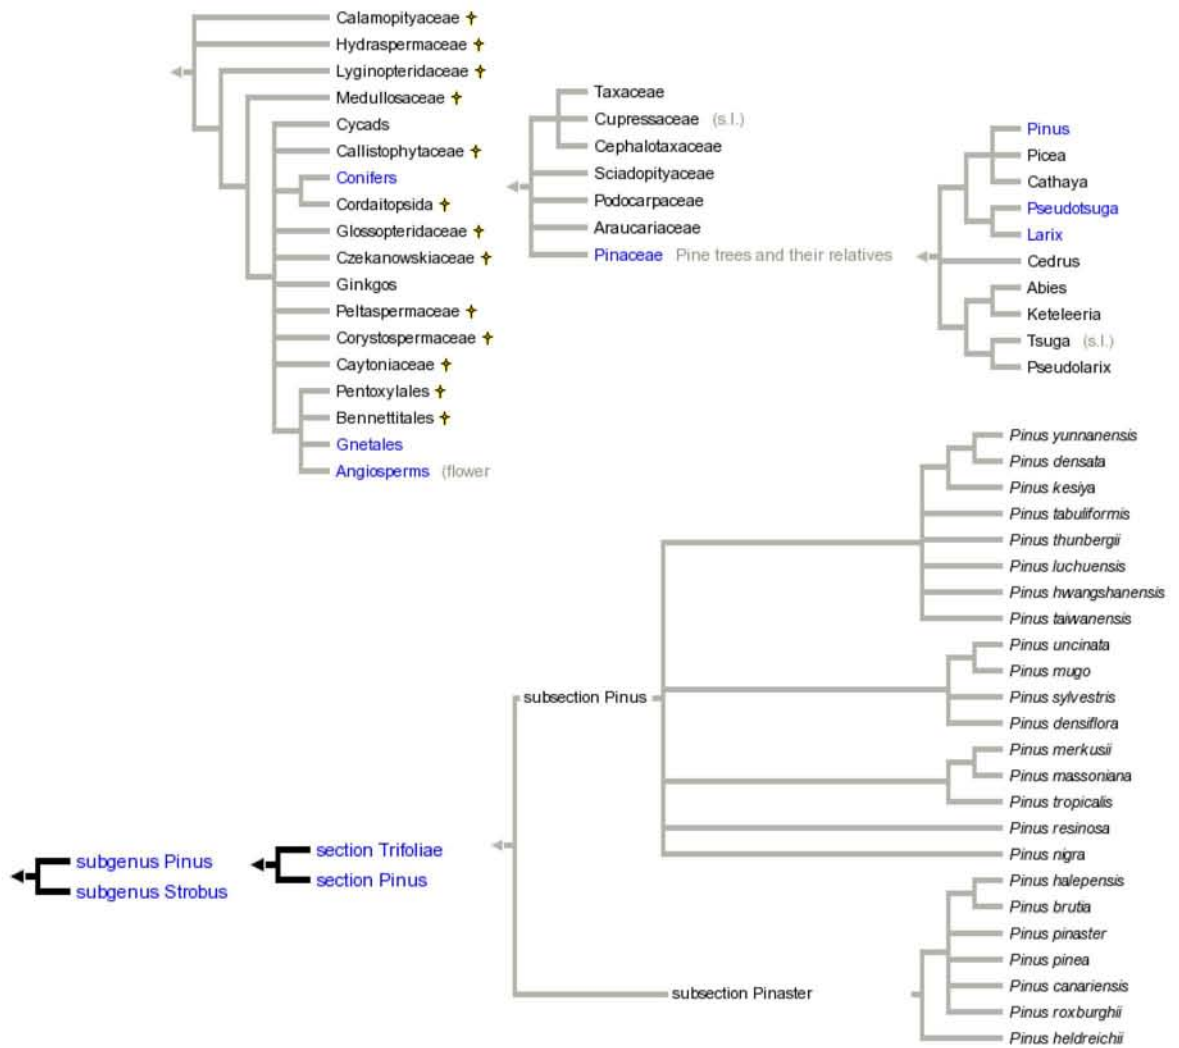 Calamopityaceae
Hydraspermaceae
Lyginopteridaceae
Medullosaceae
Cycads
Callistophytaceae
Conifers
Cordaitopsida
Glossopteridaceae
Czekanowskiaceae
Ginkgos
Peltaspermaceae
Corystospermaceae
Caytoniaceae
Pentoxylales
Bennettitales
Gnetales
Angiosperms (flower
Taxaceae
Cupressaceae (s.l.)
Cephalotaxaceae
Sciadopityaceae
Podocarpaceae
Araucariaceae
Pinaceae Pine trees and their relatives
Pinus
Picea
Cathaya
Pseudotsuga
Larix
Cedrus
Abies
Keteleeria
Tsuga (s.l.)
Pseudolarix
subgenus Pinus
subgenus Strobus
section Trifoliae
section Pinus
subsection Pinus
subsection Pinaster
Pinus yunnanensis
Pinus densata
Pinus kesiya
Pinus tabuliformis
Pinus thunbergii
Pinus luchuensis
Pinus hwangshanensis
Pinus taiwanensis
Pinus uncinata
Pinus mugo
Pinus sylvestris
Pinus densiflora
Pinus merkusii
Pinus massoniana
Pinus tropicalis
Pinus resinosa
Pinus nigra
Pinus halepensis
Pinus brutia
Pinus pinaster
Pinus pinea
Pinus canariensis
Pinus roxburghii
Pinus heldreichii